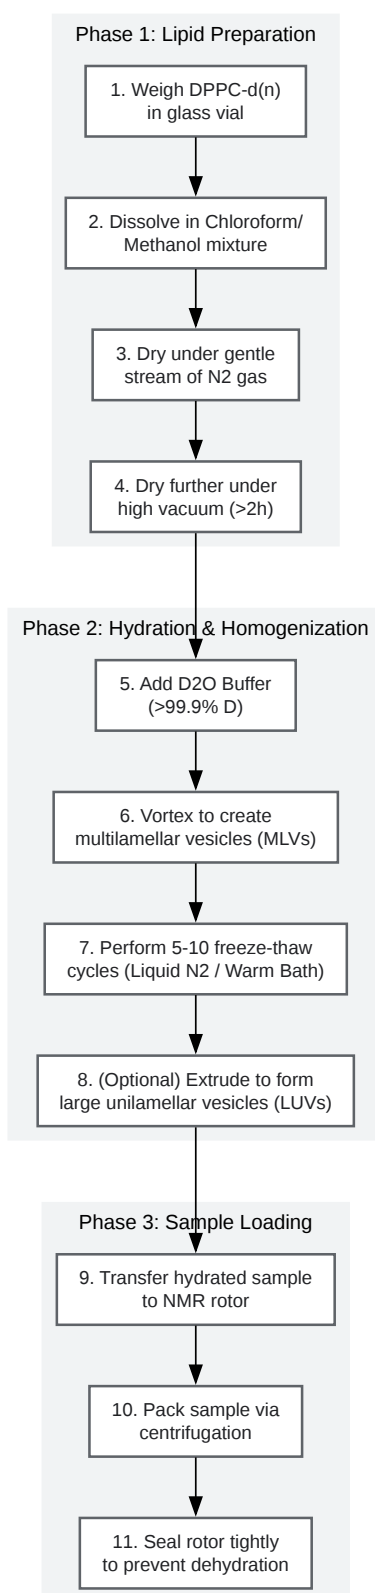 Phase 1: Lipid Preparation
1. Weigh DPPC-d(n)
in glass vial
2. Dissolve in Chloroform/
Methanol mixture
3. Dry under gentle
stream of N2 gas
4. Dry further under
high vacuum (>2h)
Phase 2: Hydration & Homogenization
5. Add D2O Buffer
(>99.9% D)
6. Vortex to create
multilamellar vesicles (MLVs)
7. Perform 5-10 freeze-thaw
cycles (Liquid N2 / Warm Bath)
8. (Optional) Extrude to form
large unilamellar vesicles (LUVs)
Phase 3: Sample Loading
9. Transfer hydrated sample
to NMR rotor
10. Pack sample via
centrifugation
11. Seal rotor tightly
to prevent dehydration